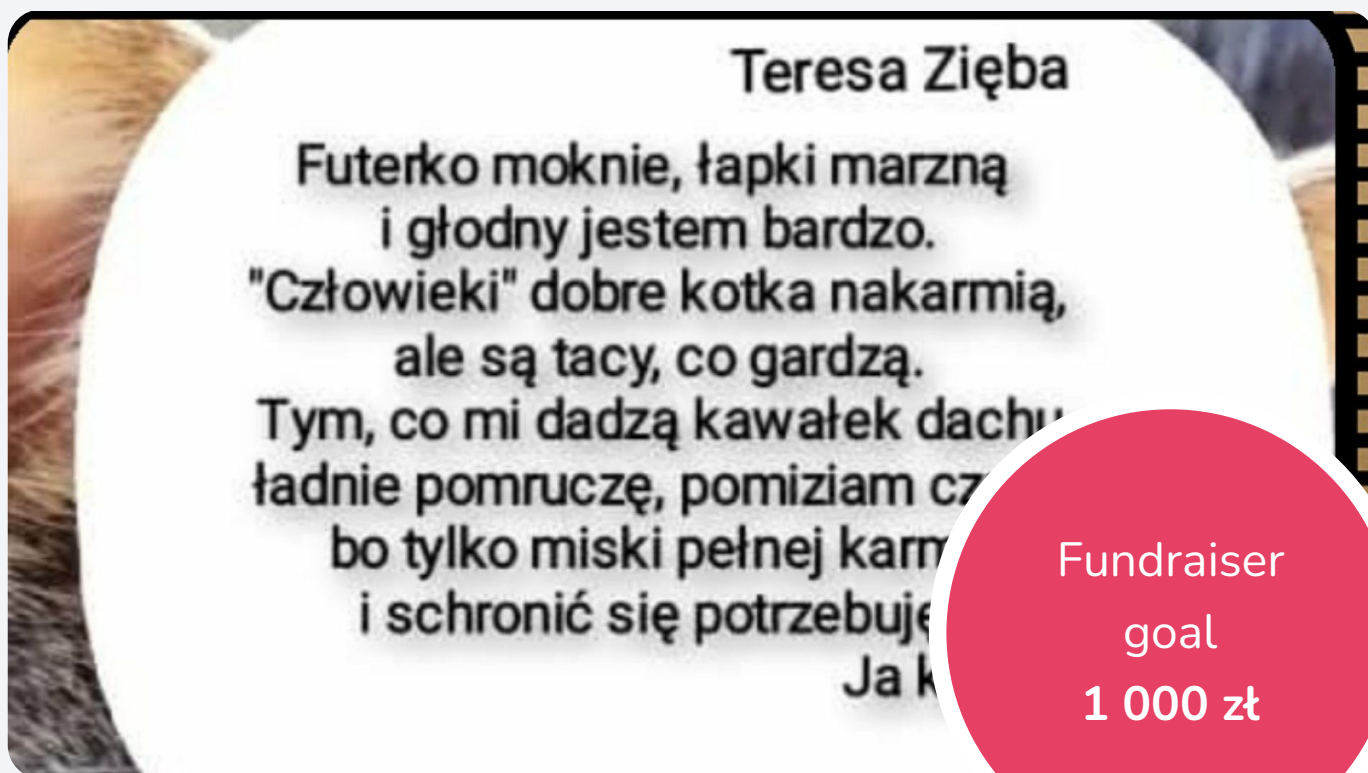 Teresa Zięba
Futerko moknie, łapki marzną
i głodny jestem bardzo.
"Człowieki" dobre kotka nakarmią,
ale są tacy, co gardzą.
Tym, co mi dadzą kawałek dachu
ładnie pomruczę, pomiziam
bo tylko miski pełnej
i schronić się potrzebuję
Ja
Fundraiser
goal
1 000 zł